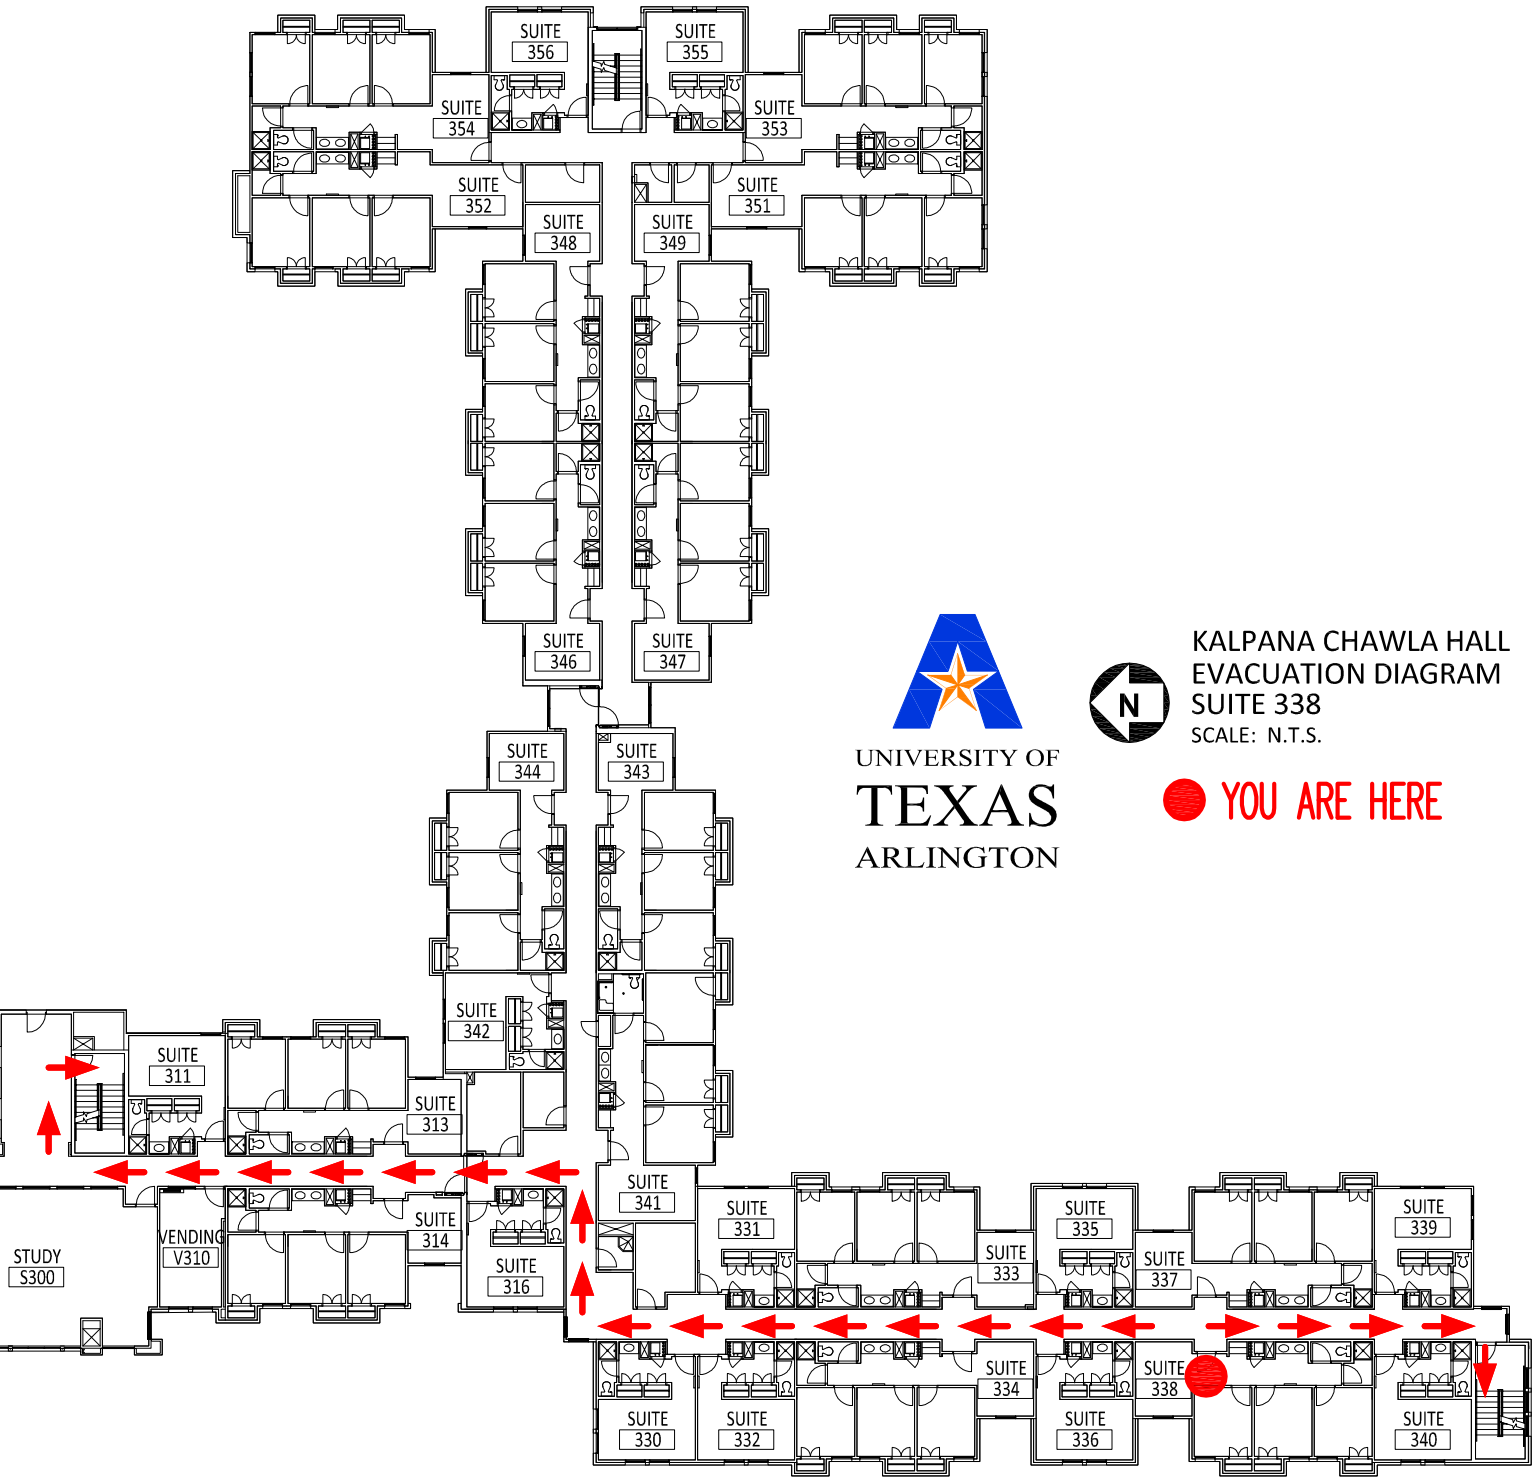 SUITE
356
SUITE
355
SUITE
354
SUITE
353
SUITE
352
SUITE
351
SUITE
348
SUITE
349
SUITE
346
SUITE
347
KALPANA CHAWLA HALL
EVACUATION DIAGRAM
SUITE 338
SCALE: N.T.S.
N
UNIVERSITY OF
TEXAS
ARLINGTON
YOU ARE HERE
SUITE
344
SUITE
343
SUITE
342
SUITE
311
SUITE
313
SUITE
341
SUITE
331
SUITE
335
SUITE
339
SUITE
314
VENDING
V310
STUDY
S300
SUITE
316
SUITE
333
SUITE
337
SUITE
334
SUITE
338
SUITE
330
SUITE
332
SUITE
336
SUITE
340